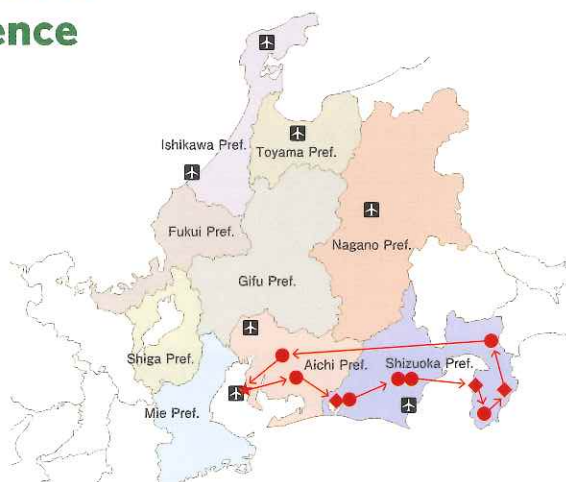 ence
Ishikawa Pref.
Toyama Pref.
Fukui Pref.
Nagano Pref.
Gifu Pref.
Shiga Pref.
Aichi Pref.
Shizuoka Pref.
Mie Pref.